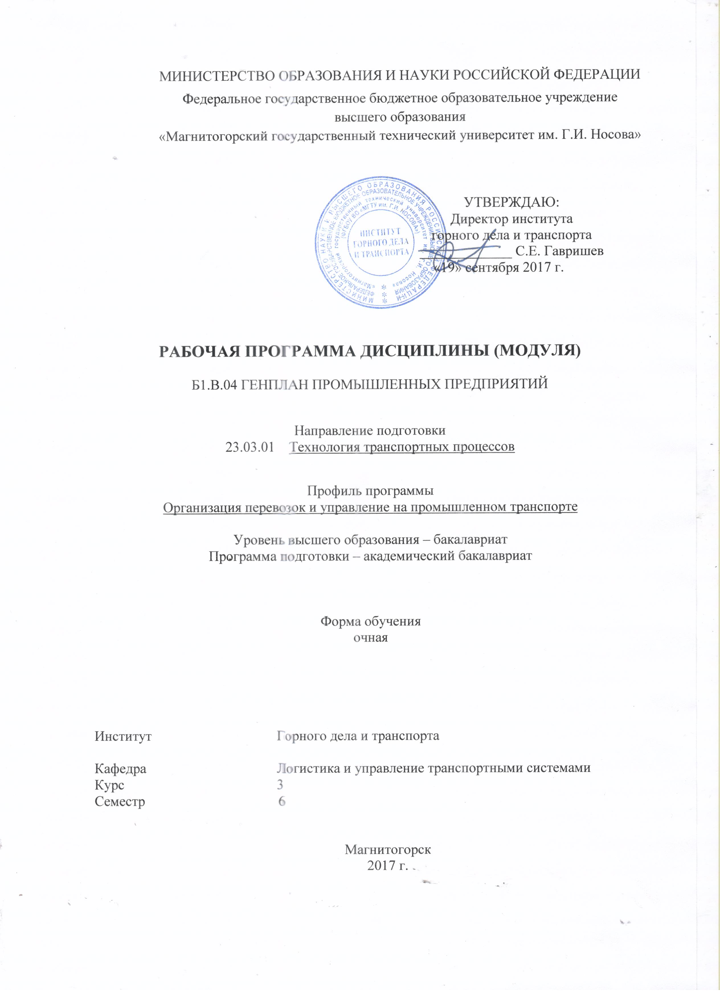 МИНИСТЕРСТВО ОБРАЗОВАНИЯ И НАУКИ РОССИЙСКОЙ ФЕДЕРАЦИИ
Федеральное государственное бюджетное образовательное учреждение
высшего образования
«Магнитогорский государственный технический университет им. Г.И. Носова»
МИНИСТЕРСТВО НАУКИ И ВЫСШЕГО ОБРАЗОВАНИЯ РОССИЙСКОЙ ФЕДЕРАЦИИ
ФЕДЕРАЛЬНОЕ ГОСУДАРСТВЕННОЕ БЮДЖЕТНОЕ ОБРАЗОВАТЕЛЬНОЕ УЧРЕЖДЕНИЕ ВЫСШЕГО ОБРАЗОВАНИЯ
«Магнитогорский государственный технический университет им. Г.И. Носова»
(ФГБОУ ВО «МГТУ им. Г.И. НОСОВА»)
ИНСТИТУТ
ГОРНОГО ДЕЛА
И ТРАНСПОРТА
УТВЕРЖДАЮ:
Директор института
горного дела и транспорта
С.Е. Гавришев
«19» сентября 2017 г.
РАБОЧАЯ ПРОГРАММА ДИСЦИПЛИНЫ (МОДУЛЯ)
Б1.В.04 ГЕНПЛАН ПРОМЫШЛЕННЫХ ПРЕДПРИЯТИЙ
Направление подготовки
23.03.01 Технология транспортных процессов
Профиль программы
Организация перевозок и управление на промышленном транспорте
Уровень высшего образования – бакалавриат
Программа подготовки – академический бакалавриат
Форма обучения
очная
Институт Горного дела и транспорта
Кафедра Логистика и управление транспортными системами
Курс 3
Семестр 6
Магнитогорск
2017 г.